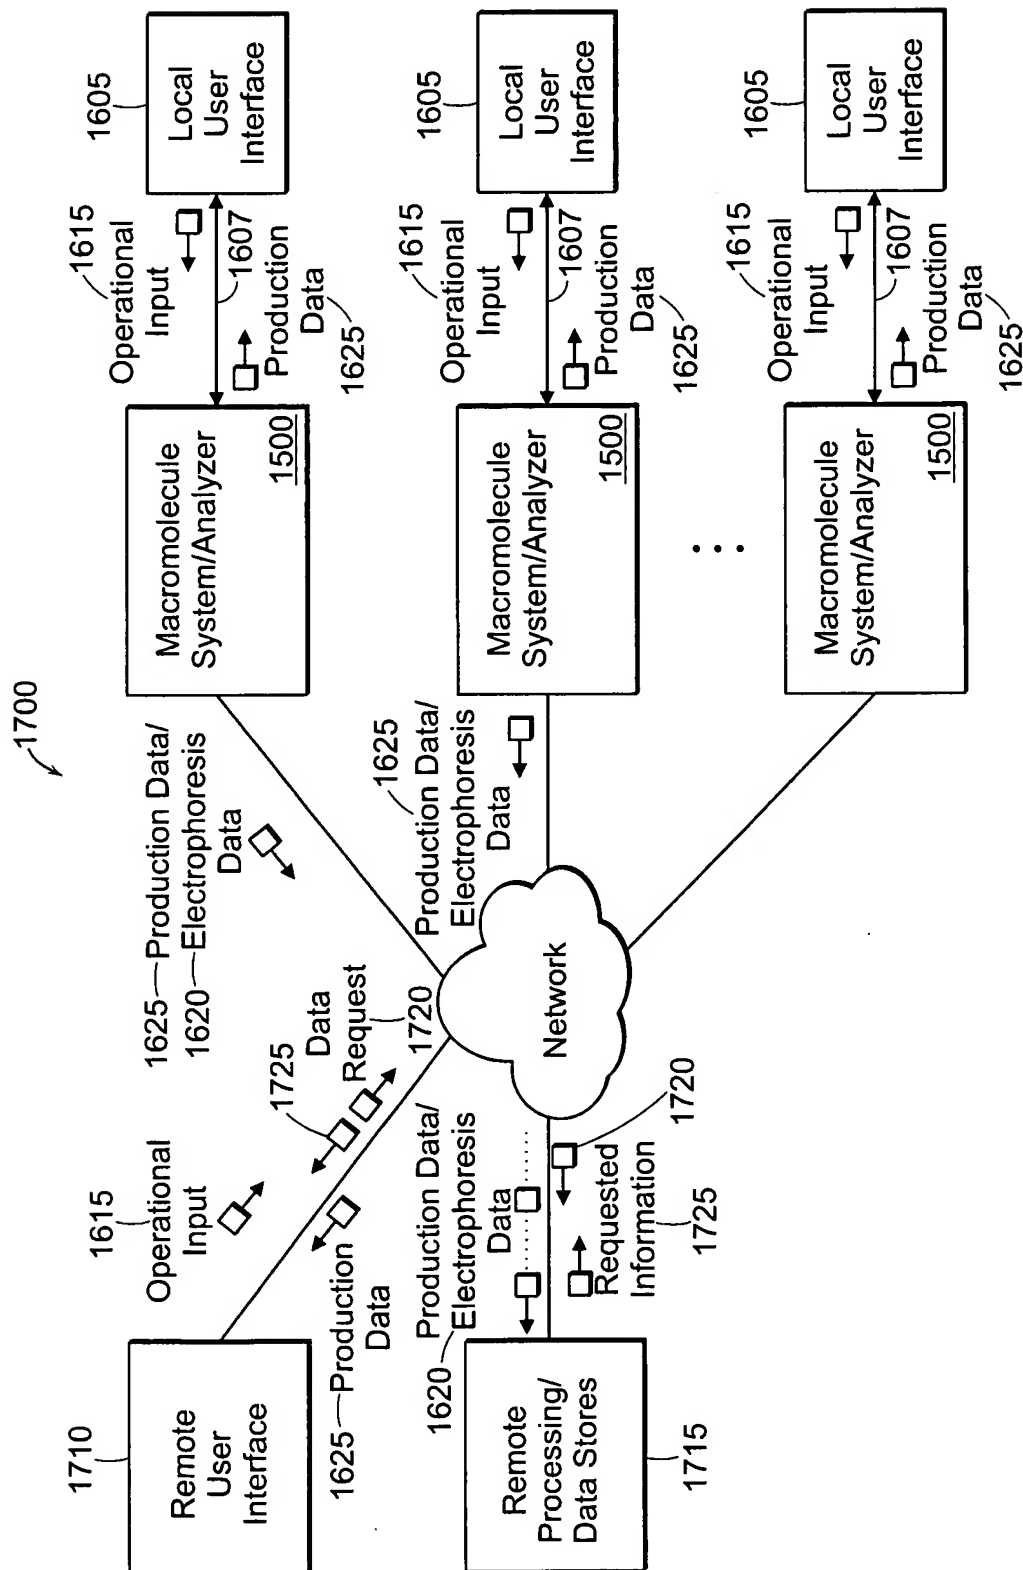 1700
1710
Remote
User
Interface
1615
Operational
Input
1725
Data
Request
1720
1625
Production
Data
1625 Production Data/
1620 Electrophoresis
Data
Macromolecule
System/Analyzer
1500
1615
Operational
Input
1607
Production
Data
1625
1605
Local
User
Interface
Remote
Processing/
Data Stores
1715
Production Data/
1620 Electrophoresis
Data
1720
Requested
Information
1725
Network
1625
Production Data/
Electrophoresis
Data
Macromolecule
System/Analyzer
1500
1615
Operational
Input
1607
Production
Data
1625
1605
Local
User
Interface
Macromolecule
System/Analyzer
1500
1615
Operational
Input
1607
Production
Data
1625
1605
Local
User
Interface